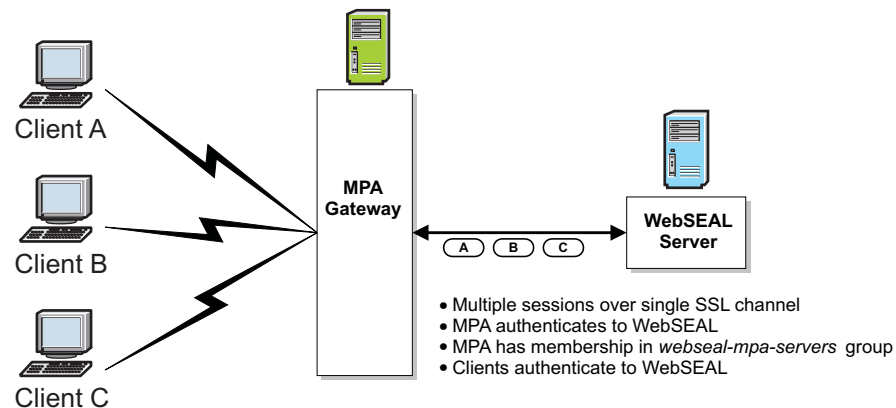 Client A
Client B
Client C
MPA
Gateway
A B C
WebSEAL
Server
• Multiple sessions over single SSL channel
• MPA authenticates to WebSEAL
• MPA has membership in webseal-mpa-servers group
• Clients authenticate to WebSEAL